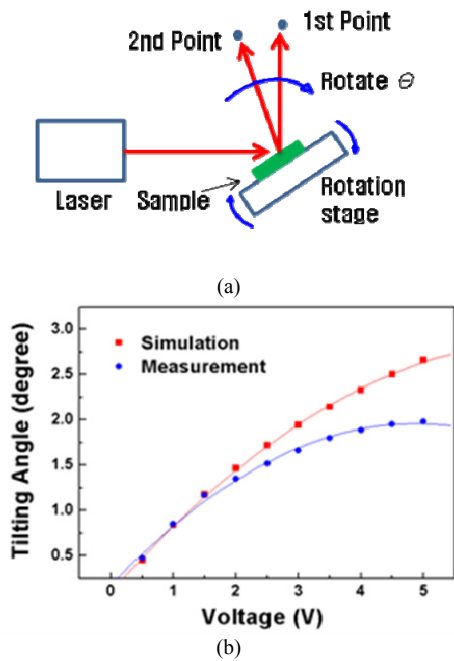 1st Point
2nd Point
Rotate Θ
Laser
Sample
Rotation
stage
(a)
Simulation
Measurement
Tilting Angle (degree)
3.0
2.5
2.0
1.5
1.0
0.5
0 1 2 3 4 5
Voltage (V)
(b)